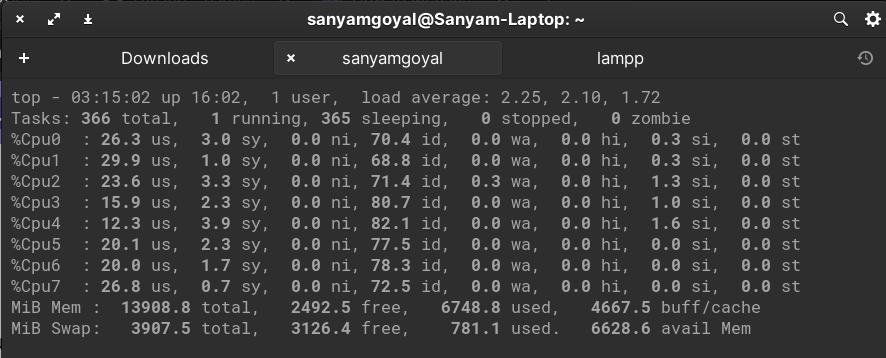 sanyamgoyal@Sanyam-Laptop: ~
Downloads sanyamgoyal lampp
top - 03:15:02 up 16:02,  1 user,  load average: 2.25, 2.10, 1.72
Tasks: 366 total,   1 running, 365 sleeping,   0 stopped,   0 zombie
%Cpu0  : 26.3 us,  3.0 sy,  0.0 ni, 70.4 id,  0.0 wa,  0.0 hi,  0.3 si,  0.0 st
%Cpu1  : 29.9 us,  1.0 sy,  0.0 ni, 68.8 id,  0.0 wa,  0.0 hi,  0.3 si,  0.0 st
%Cpu2  : 23.6 us,  3.3 sy,  0.0 ni, 71.4 id,  0.3 wa,  0.0 hi,  1.3 si,  0.0 st
%Cpu3  : 15.9 us,  2.3 sy,  0.0 ni, 80.7 id,  0.0 wa,  0.0 hi,  1.0 si,  0.0 st
%Cpu4  : 12.3 us,  3.9 sy,  0.0 ni, 82.1 id,  0.0 wa,  0.0 hi,  1.6 si,  0.0 st
%Cpu5  : 20.1 us,  2.3 sy,  0.0 ni, 77.5 id,  0.0 wa,  0.0 hi,  0.0 si,  0.0 st
%Cpu6  : 20.0 us,  1.7 sy,  0.0 ni, 78.3 id,  0.0 wa,  0.0 hi,  0.0 si,  0.0 st
%Cpu7  : 26.8 us,  0.7 sy,  0.0 ni, 72.5 id,  0.0 wa,  0.0 hi,  0.0 si,  0.0 st
MiB Mem :  13908.8 total,   2492.5 free,   6748.8 used,   4667.5 buff/cache
MiB Swap:   3907.5 total,   3126.4 free,    781.1 used.   6628.6 avail Mem